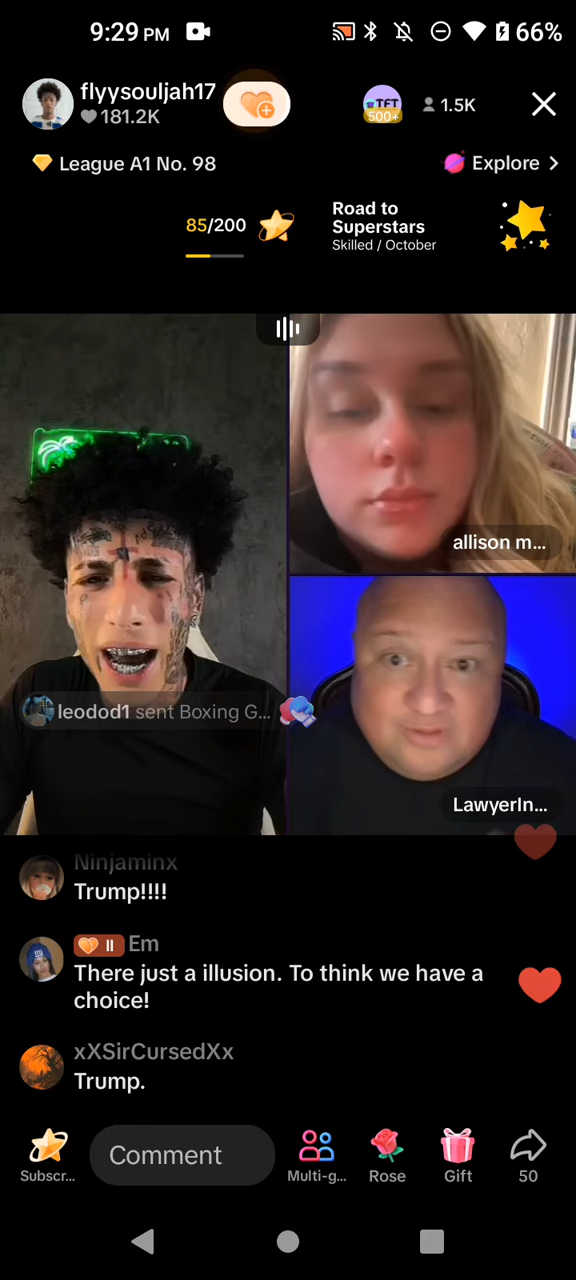 9:29 PM
66%
flyysouljah17
181.2K
TFT
500+
1.5K
League A1 No. 98
Explore >
85/200
Road to
Superstars
Skilled / October
allison m...
leodod1 sent Boxing G...
LawyerIn...
Ninjaminx
Trump!!!!
II Em
There just a illusion. To think we have a
choice!
xXSirCursedXx
Trump.
Comment
Subscr...
Multi-g...
Rose
Gift
50